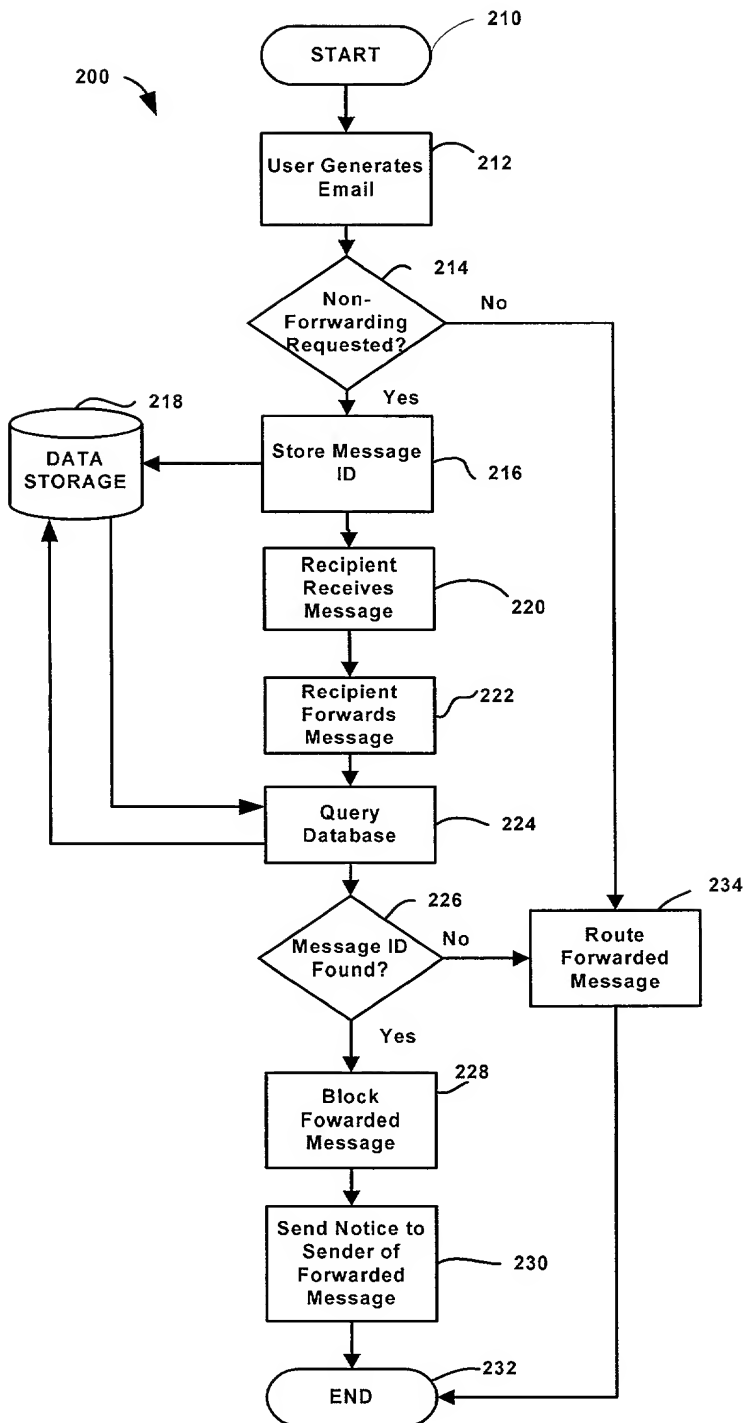 210
START
200
User Generates
Email
212
214
Non-
Forrwarding
Requested?
No
Yes
218
DATA
STORAGE
Store Message
ID
216
Recipient
Receives
Message
220
Recipient
Forwards
Message
222
Query
Database
224
226
Message ID
Found?
No
234
Route
Forwarded
Message
Yes
228
Block
Fowarded
Message
Send Notice to
Sender of
Forwarded
Message
230
232
END